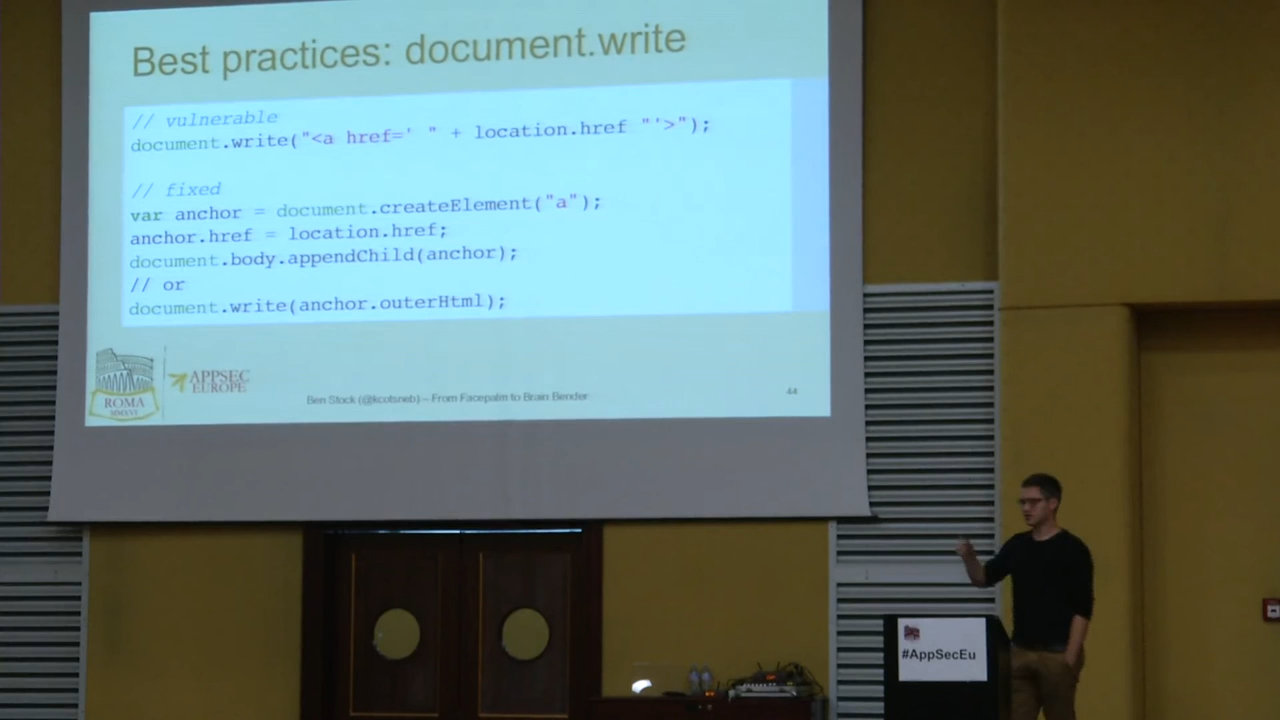 Best practices: document.write
// vulnerable
document.write("<a href=' " + location.href "'>");
// fixed
var anchor = document.createElement("a");
anchor.href = location.href;
document.body.appendChild(anchor);
// or
document.write(anchor.outerHtml);
ROMA
MMXVI
APPSEC
EUROPE
Ben Stock (@kcotsneb) – From Facepalm to Brain Bender
44
#AppSecEu